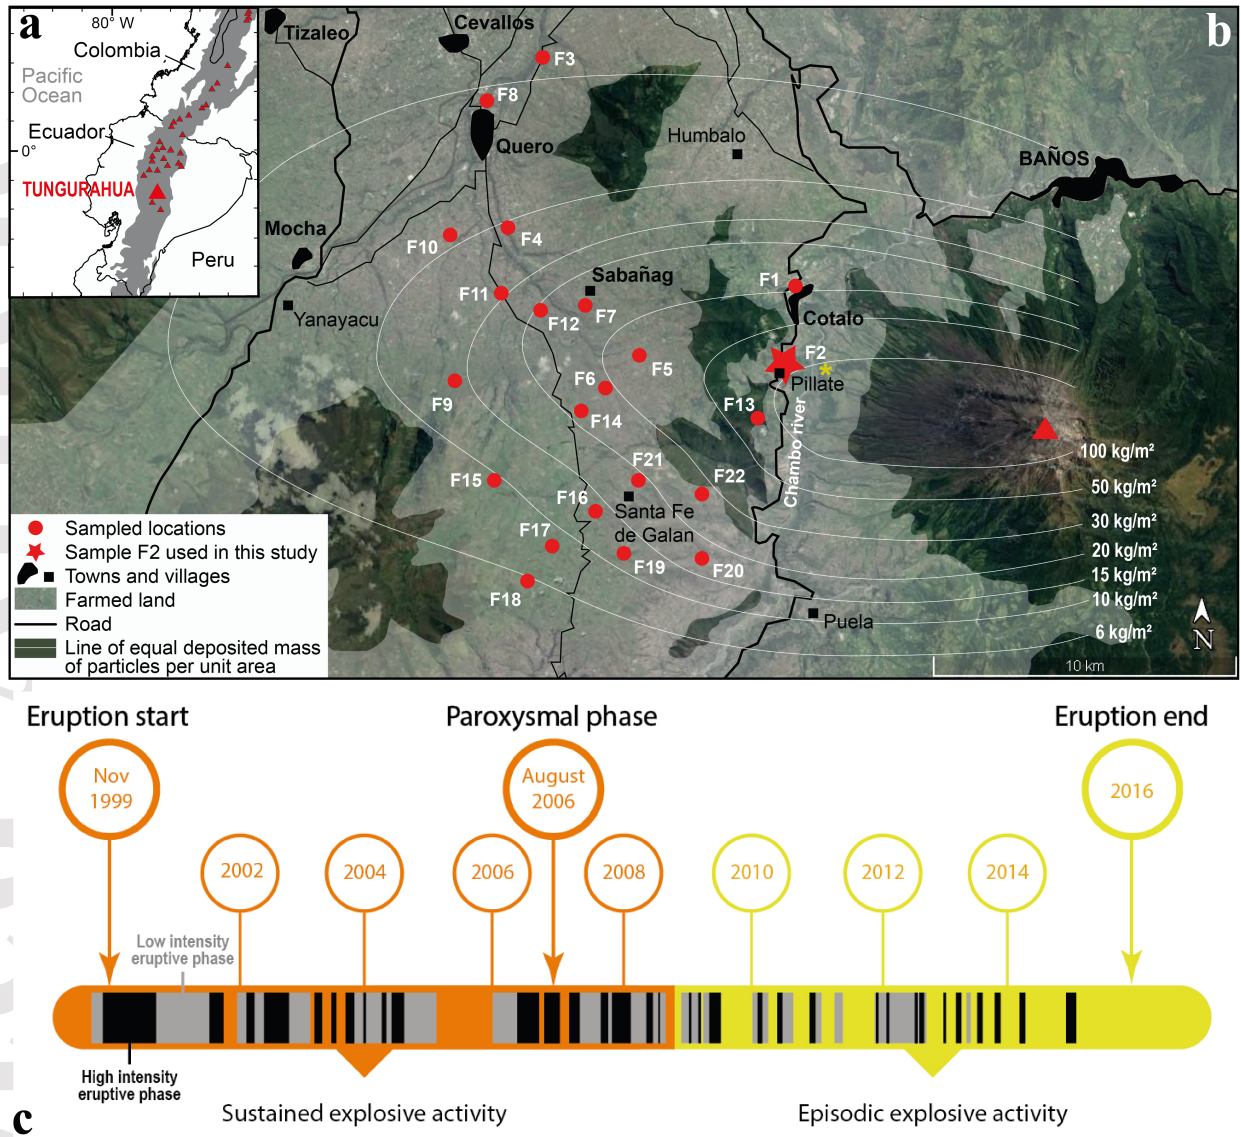 a
80° W
Colombia
Pacific
Ocean
Ecuador
0°
TUNGURAHUA
Peru
b
Tizaleo
Cevallos
F3
F8
Quero
Humbalo
BAÑOS
Mocha
F10
F4
Sabañag
F11
F1
Yanayacu
F12
F7
Cotalo
F5
F2
*
Pillate
F6
F9
F14
F13
Chambo river
100 kg/m²
F21
F15
F22
50 kg/m²
F16
Santa Fe
de Galan
30 kg/m²
F17
20 kg/m²
F19
F20
15 kg/m²
F18
10 kg/m²
Puela
6 kg/m²
N
10 km
Sampled locations
Sample F2 used in this study
Towns and villages
Farmed land
Road
Line of equal deposited mass
of particles per unit area
Eruption start
Paroxysmal phase
Eruption end
Nov
1999
August
2006
2016
2002
2004
2006
2008
2010
2012
2014
Low intensity
eruptive phase
High intensity
eruptive phase
Sustained explosive activity
Episodic explosive activity
c